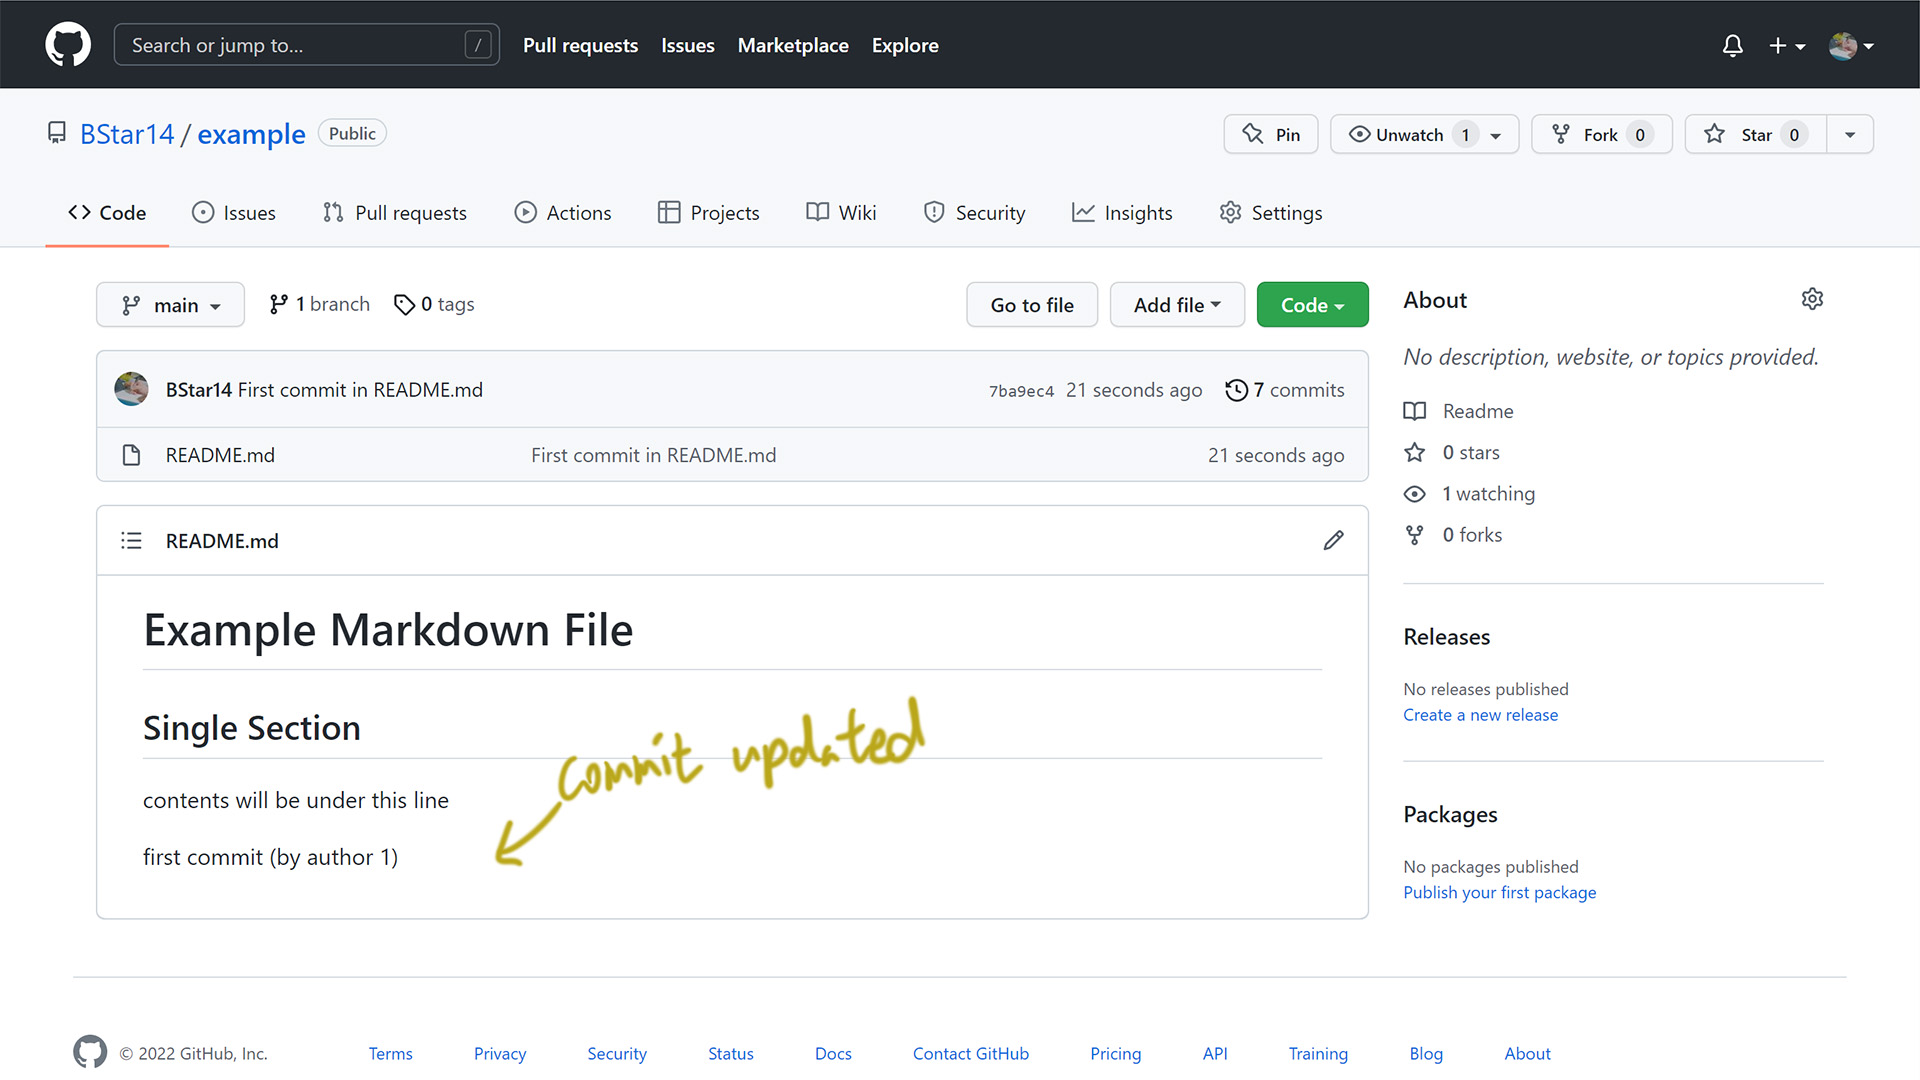 Search or jump to... / Pull requests Issues Marketplace Explore
BStar14 / example Public Pin Unwatch 1 Fork 0 Star 0
Code Issues Pull requests Actions Projects Wiki Security Insights Settings
main 1 branch 0 tags Go to file Add file Code
BStar14 First commit in README.md 7ba9ec4 21 seconds ago 7 commits
README.md First commit in README.md 21 seconds ago
README.md
Example Markdown File
Single Section
commit updated
contents will be under this line
first commit (by author 1)
About
No description, website, or topics provided.
Readme
0 stars
1 watching
0 forks
Releases
No releases published
Create a new release
Packages
No packages published
Publish your first package
© 2022 GitHub, Inc. Terms Privacy Security Status Docs Contact GitHub Pricing API Training Blog About